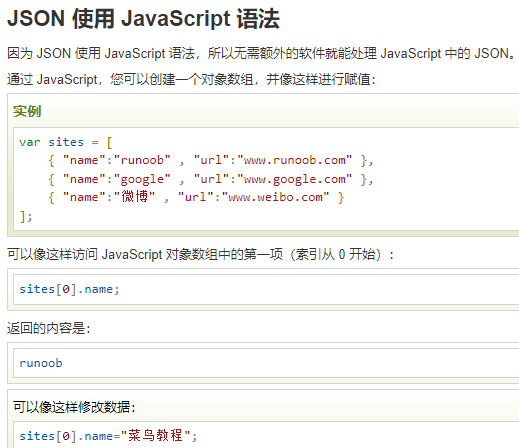 JSON 使用 JavaScript 语法
因为 JSON 使用 JavaScript 语法，所以无需额外的软件就能处理 JavaScript 中的 JSON。
通过 JavaScript，您可以创建一个对象数组，并像这样进行赋值：
实例
var sites = [
    { "name":"runoob" , "url":"www.runoob.com" },
    { "name":"google" , "url":"www.google.com" },
    { "name":"微博" , "url":"www.weibo.com" }
];
可以像这样访问 JavaScript 对象数组中的第一项（索引从 0 开始）：
sites[0].name;
返回的内容是：
runoob
可以像这样修改数据：
sites[0].name="菜鸟教程";